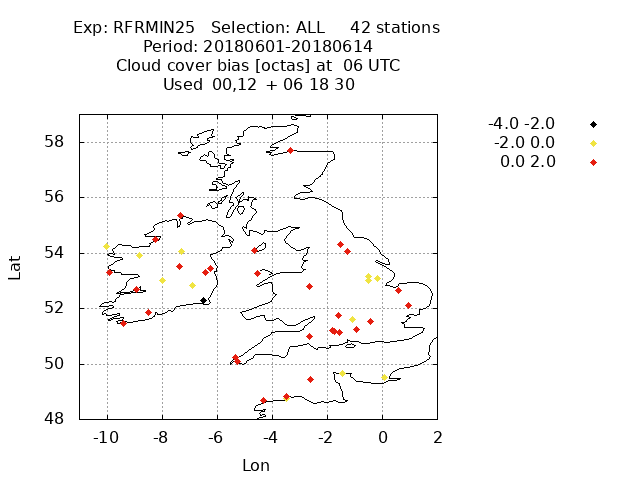 Exp: RFRMIN25   Selection: ALL     42 stations
Period: 20180601-20180614
Cloud cover bias [octas] at  06 UTC
Used  00,12  + 06 18 30
-4.0 -2.0
-2.0 0.0
0.0 2.0
58
56
54
52
50
48
Lat
-10 -8 -6 -4 -2 0 2
Lon